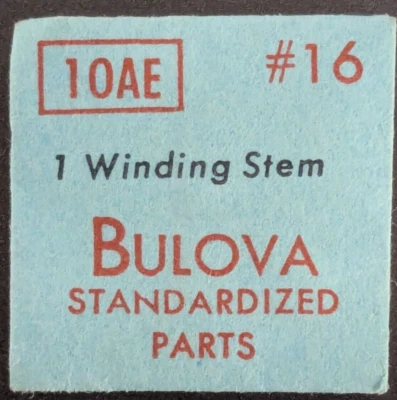 10AE #16
1 Winding Stem
BULOVA
STANDARDIZED
PARTS